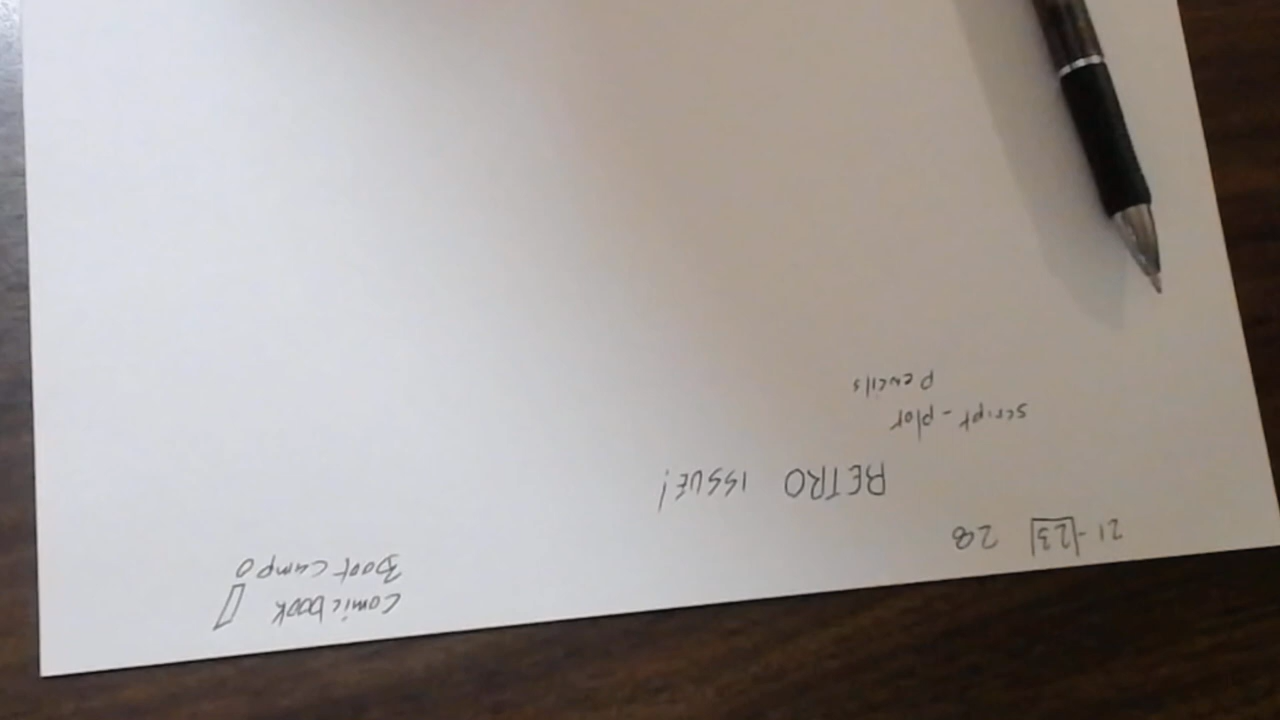 21-23 28
RETRO ISSUE!
script - plot
Pencils
Comic book
Boot camp